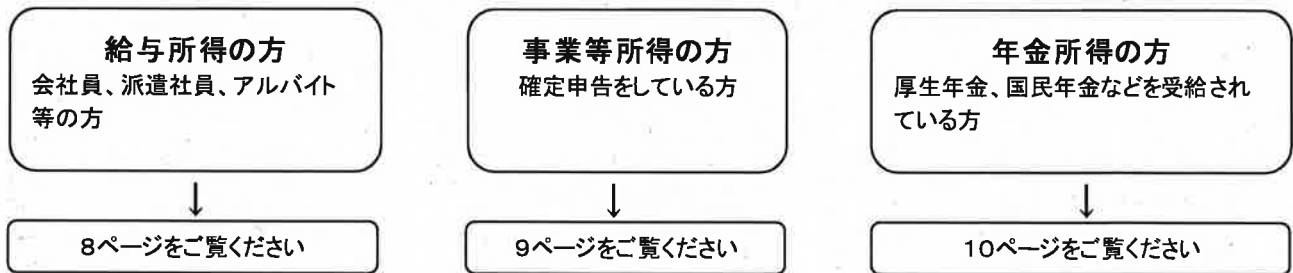 給与所得の方
会社員、派遣社員、アルバイト
等の方
↓
8ページをご覧ください
事業等所得の方
確定申告をしている方
↓
9ページをご覧ください
年金所得の方
厚生年金、国民年金などを受給され
ている方
↓
10ページをご覧ください